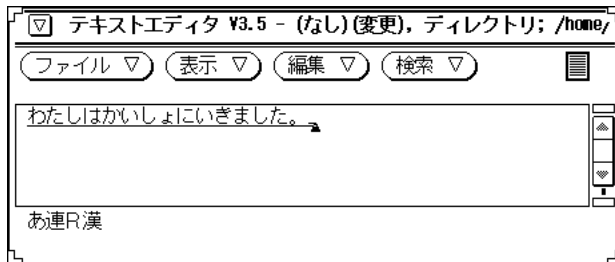 テキストエディタ V3.5 - (なし)(変更), ディレクトリ; /home/
ファイル 表示 編集 検索
わたしはかいしょにいきました。
あ連R漢